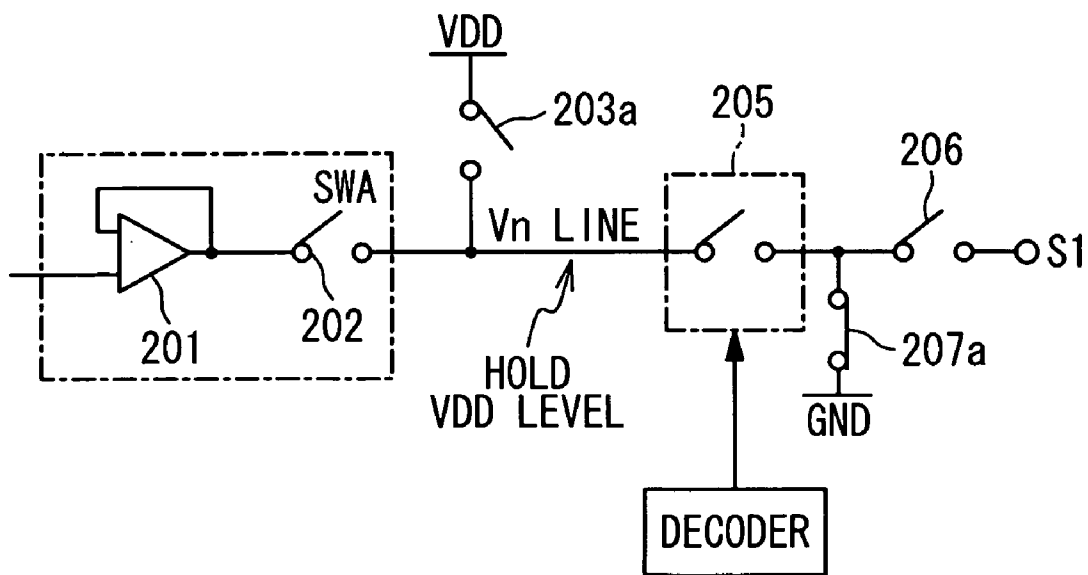 VDD
203a
205
206
SWA
Vn LINE
S1
201
202
207a
HOLD
VDD LEVEL
GND
DECODER